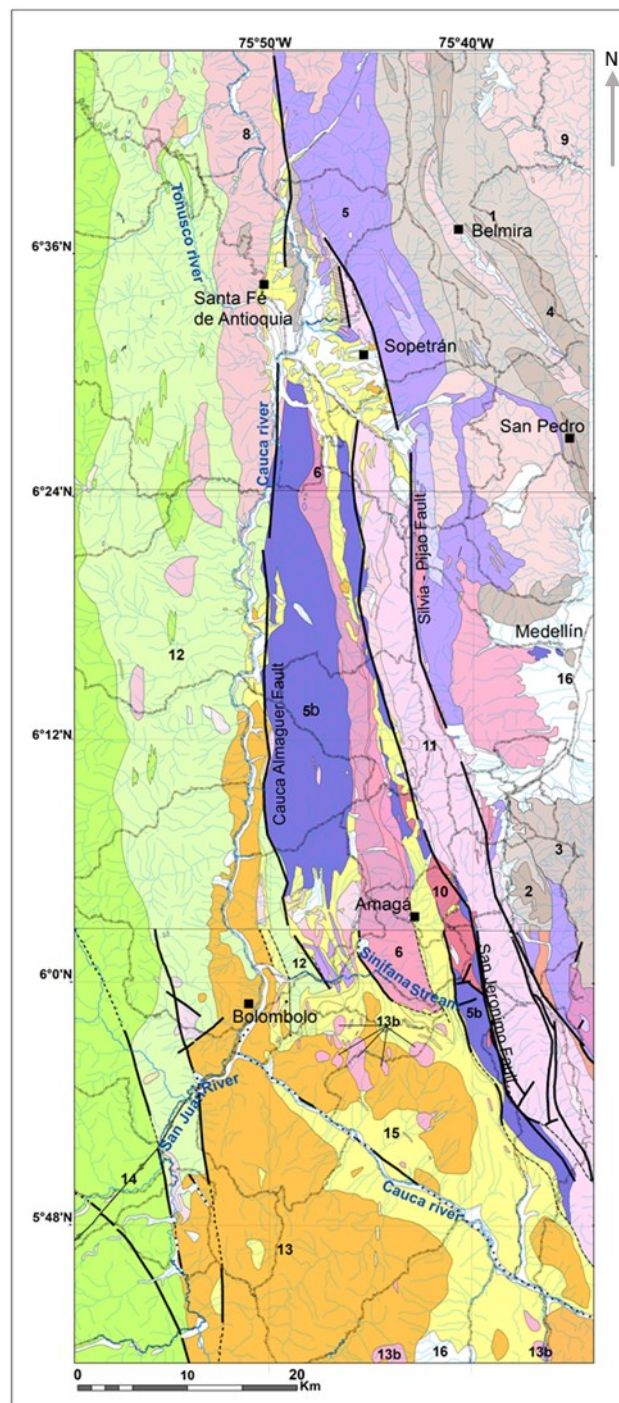 75°50'W
75°40'W
N
8
9
Tonusco river
5
1
Belmira
6°36'N
4
Santa Fé
de Antioquia
Sopetrán
San Pedro
Cauca river
6
6°24'N
Silvia - Pijao Fault
Medellín
12
16
5b
6°12'N
11
Cauca Almaguer Fault
3
10
2
Amagá
6
12
Sinifana Stream
6°0'N
San Jeronimo Fault
5b
Bolombolo
13b
San Juan River
15
14
Cauca river
5°48'N
13
13b
16
13b
0
10
20
Km